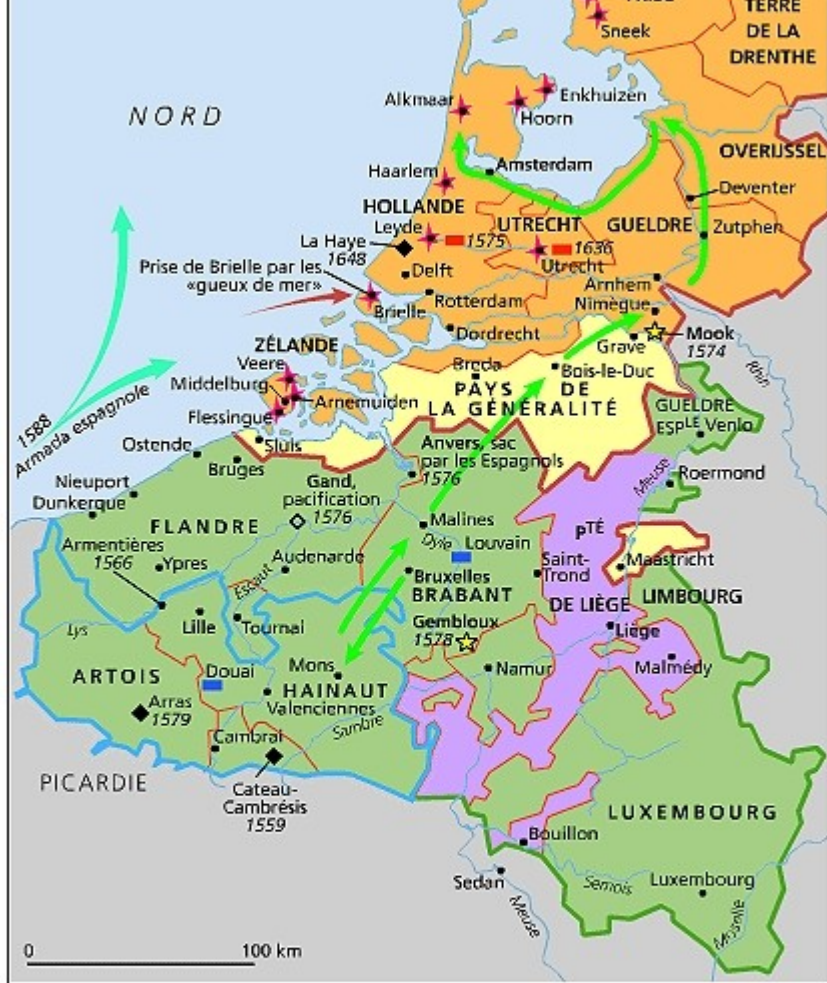 TERRE
DE LA
DRENTHE
Sneek
NORD
Alkmaar
Enkhuizen
Hoorn
Amsterdam
OVERIJSSEL
Haarlem
Deventer
HOLLANDE
UTRECHT
GUELDRE
Zutphen
Leyde
1575
1636
La Haye
1648
Utrecht
Delft
Prise de Brielle par les
«gueux de mer»
Arnhem
Nimègue
Brielle
Rotterdam
Dordrecht
Grave
Mook
1574
Rhin
ZÉLANDE
Veere
Breda
Bois-le-Duc
Middelburg
Arnemuiden
PAYS DE
LA GÉNÉRALITÉ
Flessingue
GUELDRE
ESPLE
Venlo
1588
Armada espagnole
Ostende
Sluis
Bruges
Anvers, sac
par les Espagnols
1576
Meuse
Roermond
Nieuport
Dunkerque
Gand,
pacification
1576
FLANDRE
Malines
PTÉ
Armentières
1566
Ypres
Audenarde
Dyle
Louvain
Saint-
Trond
Maastricht
Escaut
Bruxelles
BRABANT
DE LIÈGE
LIMBOURG
Lys
Lille
Tournai
Gembloux
1578
Liège
Mons
Namur
Malmédy
ARTOIS
Douai
HAINAUT
Arras
1579
Valenciennes
Sambre
Cambrai
PICARDIE
Cateau-
Cambrésis
1559
LUXEMBOURG
Bouillon
Sedan
Semois
Luxembourg
Meuse
Moselle
0 100 km